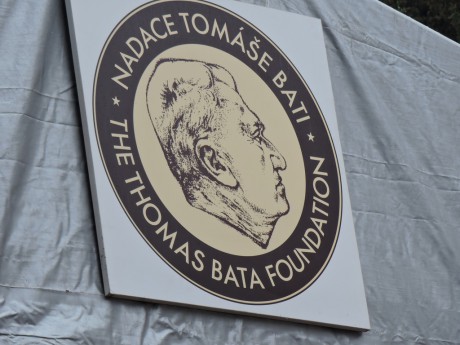 NADACE TOMÁŠE BATI
THE THOMAS BATA FOUNDATION